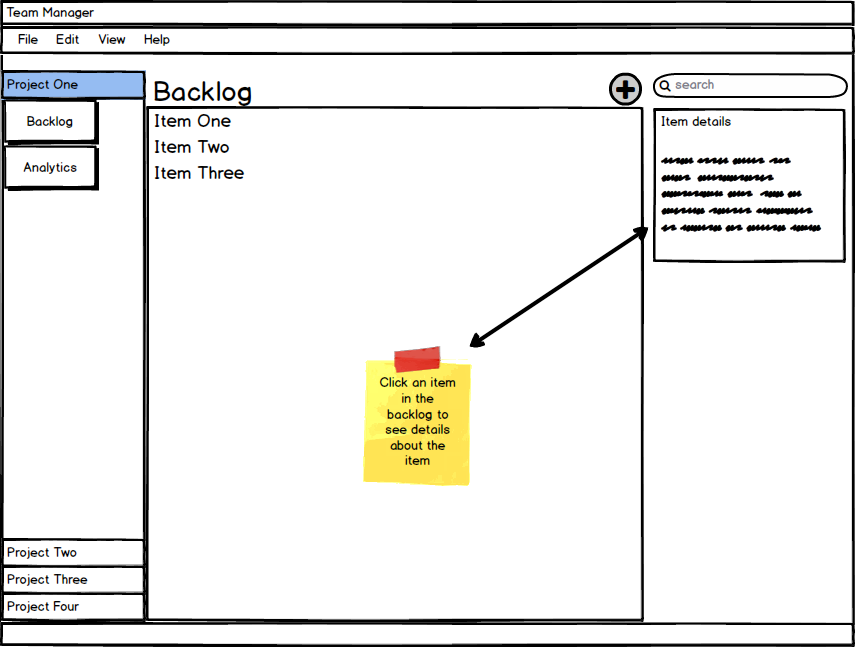 Team Manager
File Edit View Help
Project One
Backlog
Analytics
Project Two
Project Three
Project Four
Backlog
Item One
Item Two
Item Three
Click an item
in the
backlog to
see details
about the
item
search
Item details